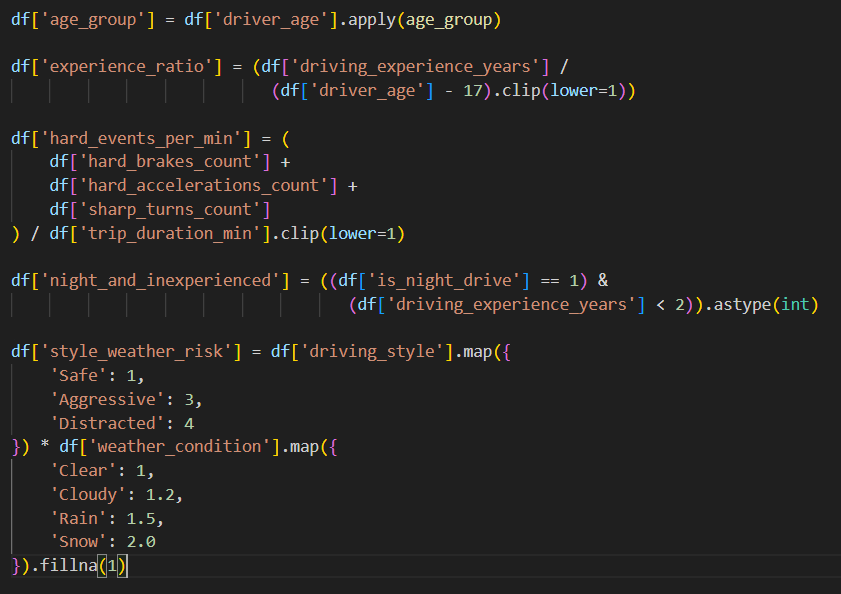 df['age_group'] = df['driver_age'].apply(age_group)
df['experience_ratio'] = (df['driving_experience_years'] /
(df['driver_age'] - 17).clip(lower=1))
df['hard_events_per_min'] = (
df['hard_brakes_count'] +
df['hard_accelerations_count'] +
df['sharp_turns_count']
) / df['trip_duration_min'].clip(lower=1)
df['night_and_inexperienced'] = ((df['is_night_drive'] == 1) &
(df['driving_experience_years'] < 2)).astype(int)
df['style_weather_risk'] = df['driving_style'].map({
'Safe': 1,
'Aggressive': 3,
'Distracted': 4
}) * df['weather_condition'].map({
'Clear': 1,
'Cloudy': 1.2,
'Rain': 1.5,
'Snow': 2.0
}).fillna(1)